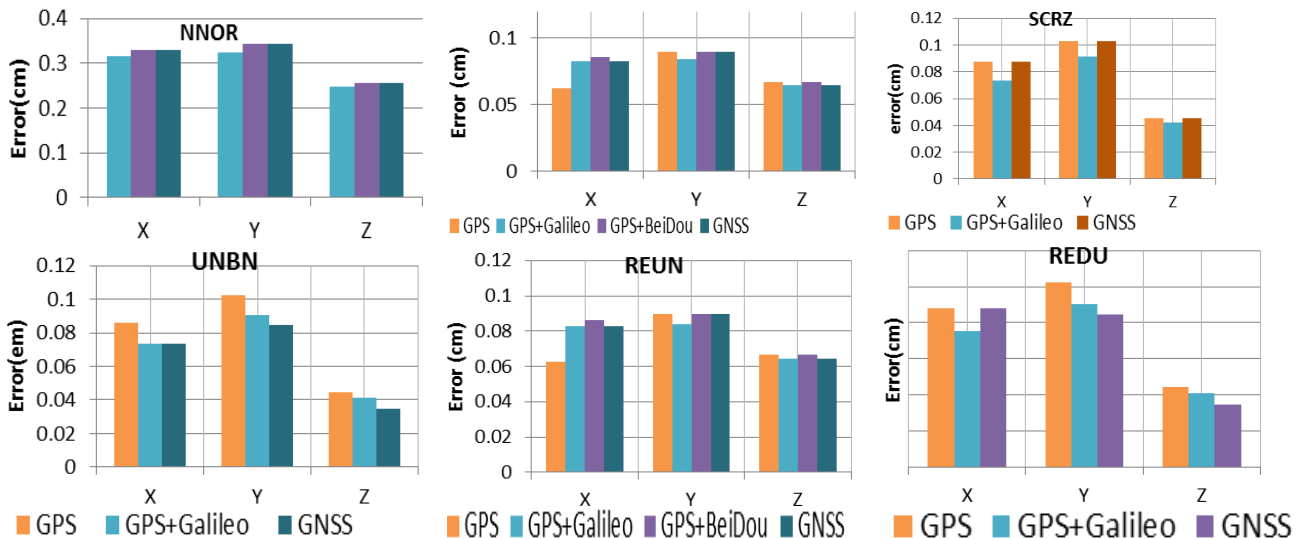 NNOR
Error(cm)
0.4
0.3
0.2
0.1
0
X Y Z
Error (cm)
0.1
0.05
0
X Y Z
GPS GPS+Galileo GPS+BeiDou GNSS
SCRZ
error(cm)
0.12
0.1
0.08
0.06
0.04
0.02
0
X Y Z
GPS GPS+Galileo GNSS
UNBN
Error(em)
0.12
0.1
0.08
0.06
0.04
0.02
0
X Y Z
GPS GPS+Galileo GNSS
REUN
Error (cm)
0.12
0.1
0.08
0.06
0.04
0.02
0
X Y Z
GPS GPS+Galileo GPS+BeiDou GNSS
REDU
Error(cm)
X Y Z
GPS GPS+Galileo GNSS